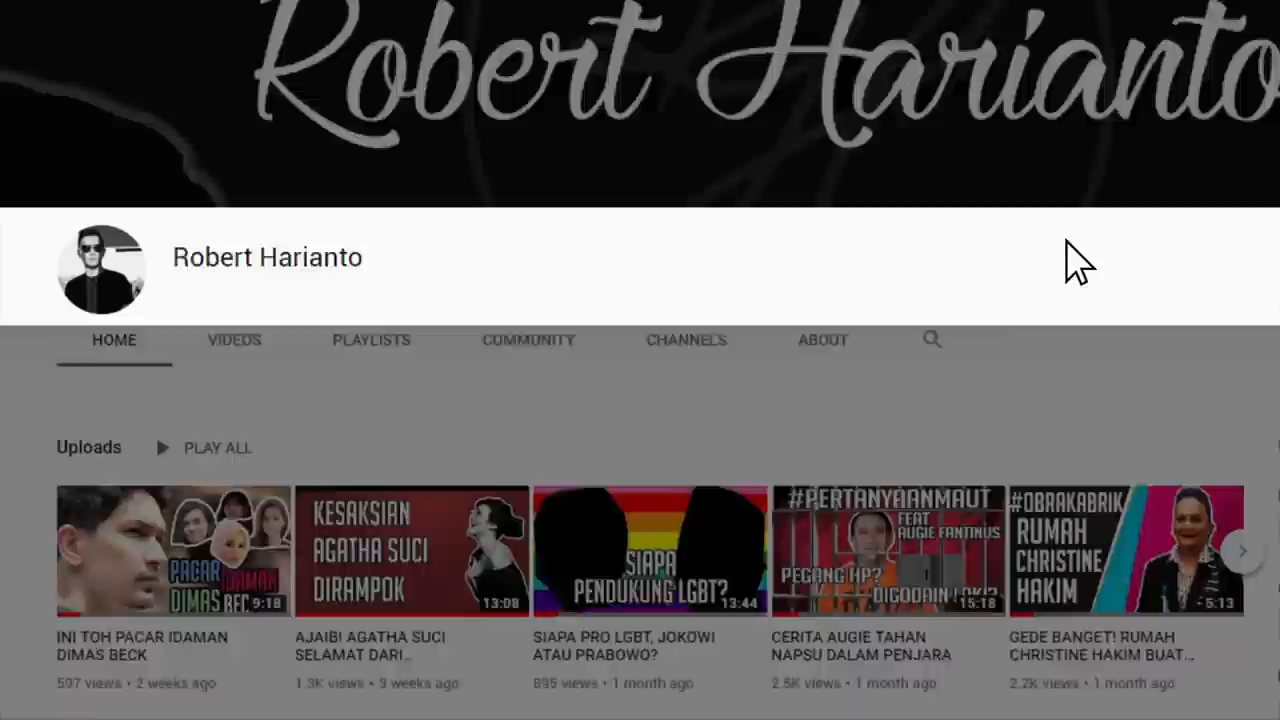 Robert Harianto
Robert Harianto
HOME VIDEOS PLAYLISTS COMMUNITY CHANNELS ABOUT
Uploads PLAY ALL
PACAR IDAMAN
DIMAS BEC
9:18
KESAKSIAN
AGATHA SUCI
DIRAMPOK
13:08
SIAPA
PENDUKUNG LGBT?
13:44
#PERTANYAANMAUT
FEAT
AUGIE FANTINUS
PEGANG HP?
15:18
#OBRAKABRIK
RUMAH
CHRISTINE
HAKIM
5:13
INI TOH PACAR IDAMAN
DIMAS BECK
597 views • 2 weeks ago
AJAIB! AGATHA SUCI
SELAMAT DARI...
1.3K views • 3 weeks ago
SIAPA PRO LGBT, JOKOWI
ATAU PRABOWO?
895 views • 1 month ago
CERITA AUGIE TAHAN
NAPSU DALAM PENJARA
2.5K views • 1 month ago
GEDE BANGET! RUMAH
CHRISTINE HAKIM BUAT...
2.2K views • 1 month ago